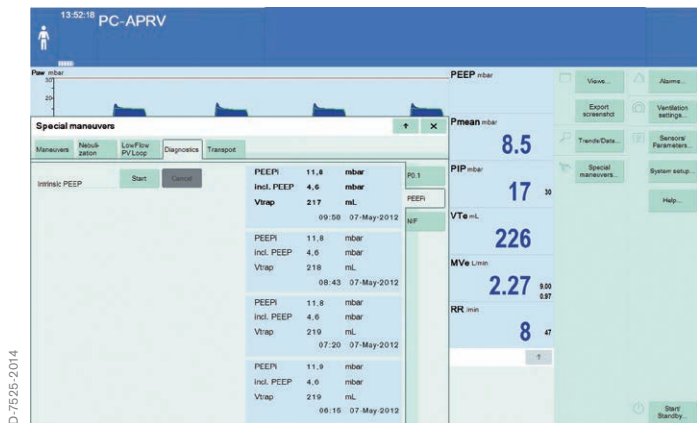 13:52:18 PC-APRV
Paw mbar
30
20
PEEP mbar
Pmean mbar
8.5
PIP mbar
17 30
VTe mL
226
MVe L/min
2.27 9.00
0.97
RR /min
8 47
Views...
Alarms...
Export screenshot
Ventilation settings...
Trends/Data...
Sensors/
Parameters...
Special maneuvers...
System setup...
Help...
Start/
Standby...
Special maneuvers
Maneuvers
Nebuli-
zation
LowFlow
PV Loop
Diagnostics
Transport
Intrinsic PEEP
Start
Cancel
P0.1
PEEPi
NIF
PEEPi 11,8 mbar
incl. PEEP 4,6 mbar
Vtrap 217 mL
09:58 07-May-2012
PEEPi 11,8 mbar
incl. PEEP 4,6 mbar
Vtrap 218 mL
08:43 07-May-2012
PEEPi 11,8 mbar
incl. PEEP 4,6 mbar
Vtrap 219 mL
07:20 07-May-2012
PEEPi 11,9 mbar
incl. PEEP 4,6 mbar
Vtrap 219 mL
06:15 07-May-2012
D-7525-2014